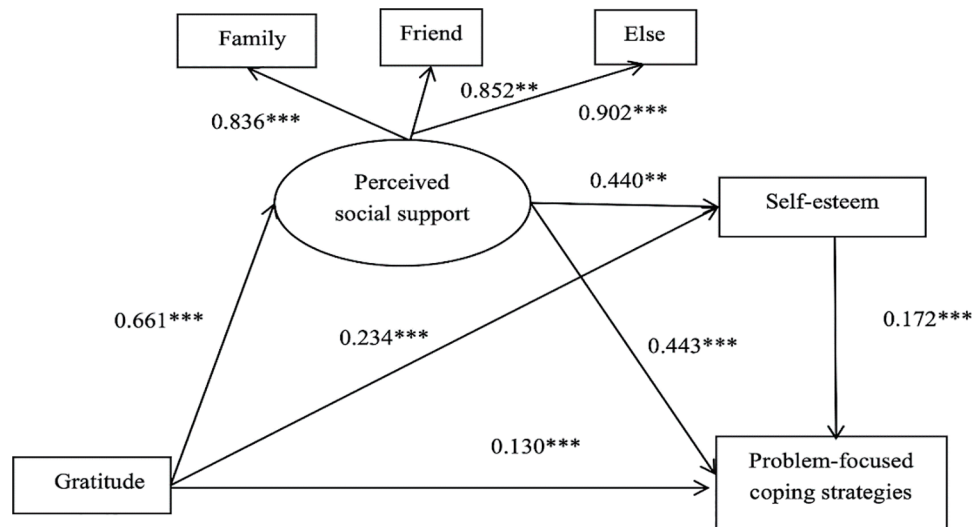 Family
Friend
Else
0.836***
0.852**
0.902***
Perceived
social support
0.440**
Self-esteem
0.661***
0.234***
0.443***
0.172***
0.130***
Gratitude
Problem-focused
coping strategies